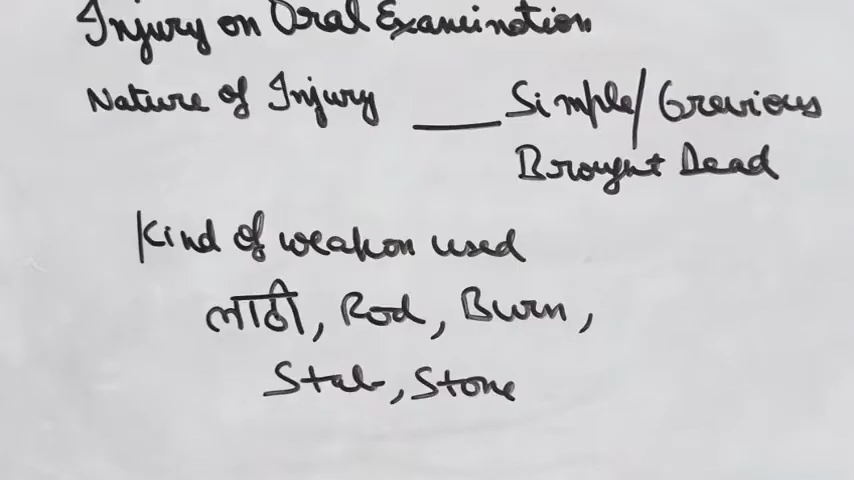 Injury on Oral Examination
Nature of Injury ___ Simple/Grevious
Brought Dead
Kind of weapon used
लाठी, Rod, Burn,
Stab, Stone